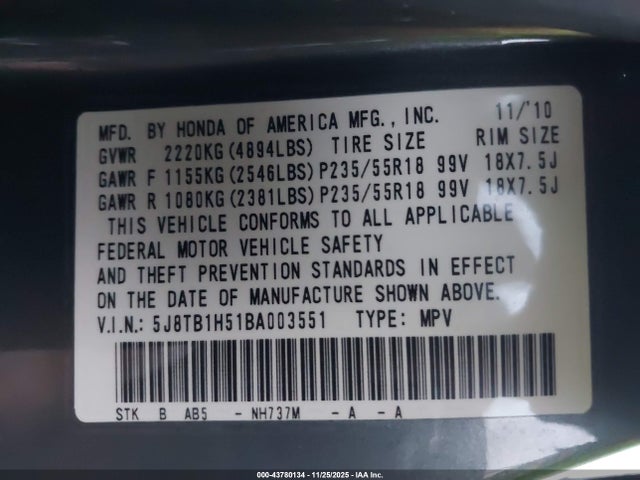 MFD. BY HONDA OF AMERICA MFG., INC. 11/'10
GVWR 2220KG(4894LBS) TIRE SIZE RIM SIZE
GAWR F 1155KG(2546LBS)P235/55R18 99V 18X7.5J
GAWR R 1080KG(2381LBS)P235/55R18 99V 18X7.5J
THIS VEHICLE CONFORMS TO ALL APPLICABLE
FEDERAL MOTOR VEHICLE SAFETY
AND THEFT PREVENTION STANDARDS IN EFFECT
ON THE DATE OF MANUFACTURE SHOWN ABOVE.
V.I.N.: 5J8TB1H51BA003551 TYPE: MPV
STK B AB5 - NH737M - A - A
000-43780134 - 11/25/2025 - IAA Inc.